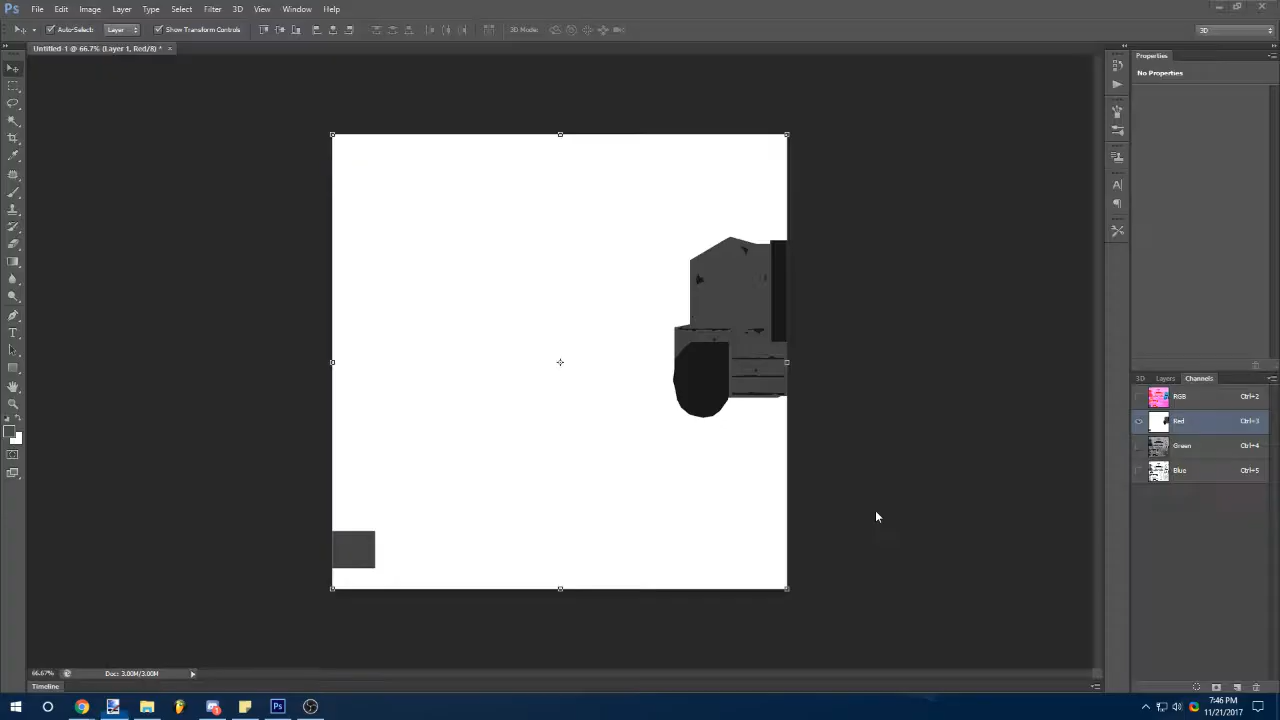 Ps File Edit Image Layer Type Select Filter 3D View Window Help
Auto-Select: Layer Show Transform Controls 3D Mode: 3D
Untitled-1 @ 66.7% (Layer 1, Red/8) * ×
Properties
No Properties
3D Layers Channels
RGB Ctrl+2
Red Ctrl+3
Green Ctrl+4
Blue Ctrl+5
66.67% Doc: 3.00M/3.00M
Timeline
Ps 7:46 PM
11/21/2017